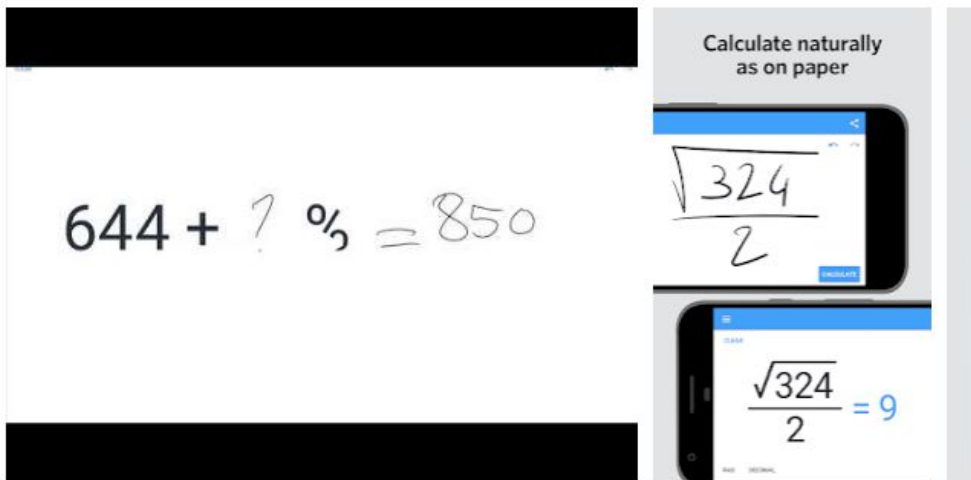 644 + ? % = 850
Calculate naturally
as on paper
√324
2
CALCULATE
CLEAR
√324
2
= 9
RAD DECIMAL